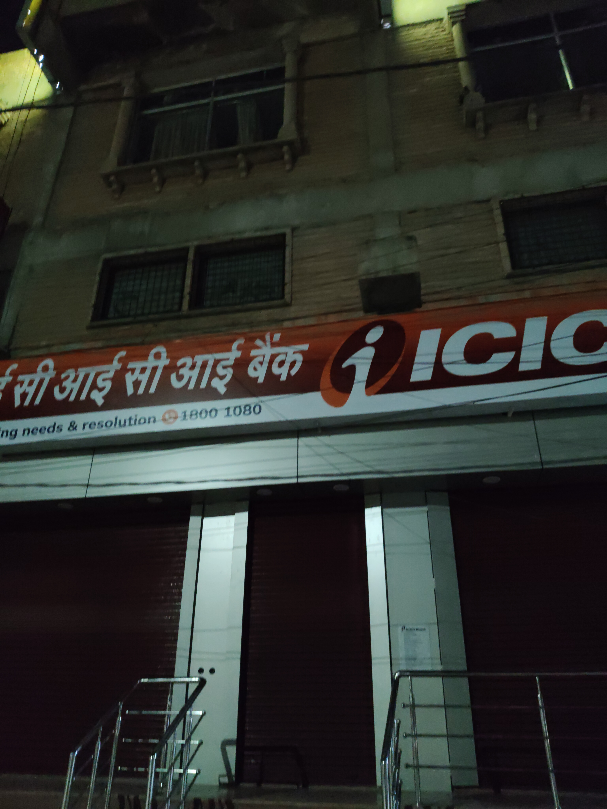 ई सी आई सी आई बैंक i ICIC
ng needs & resolution 1800 1080